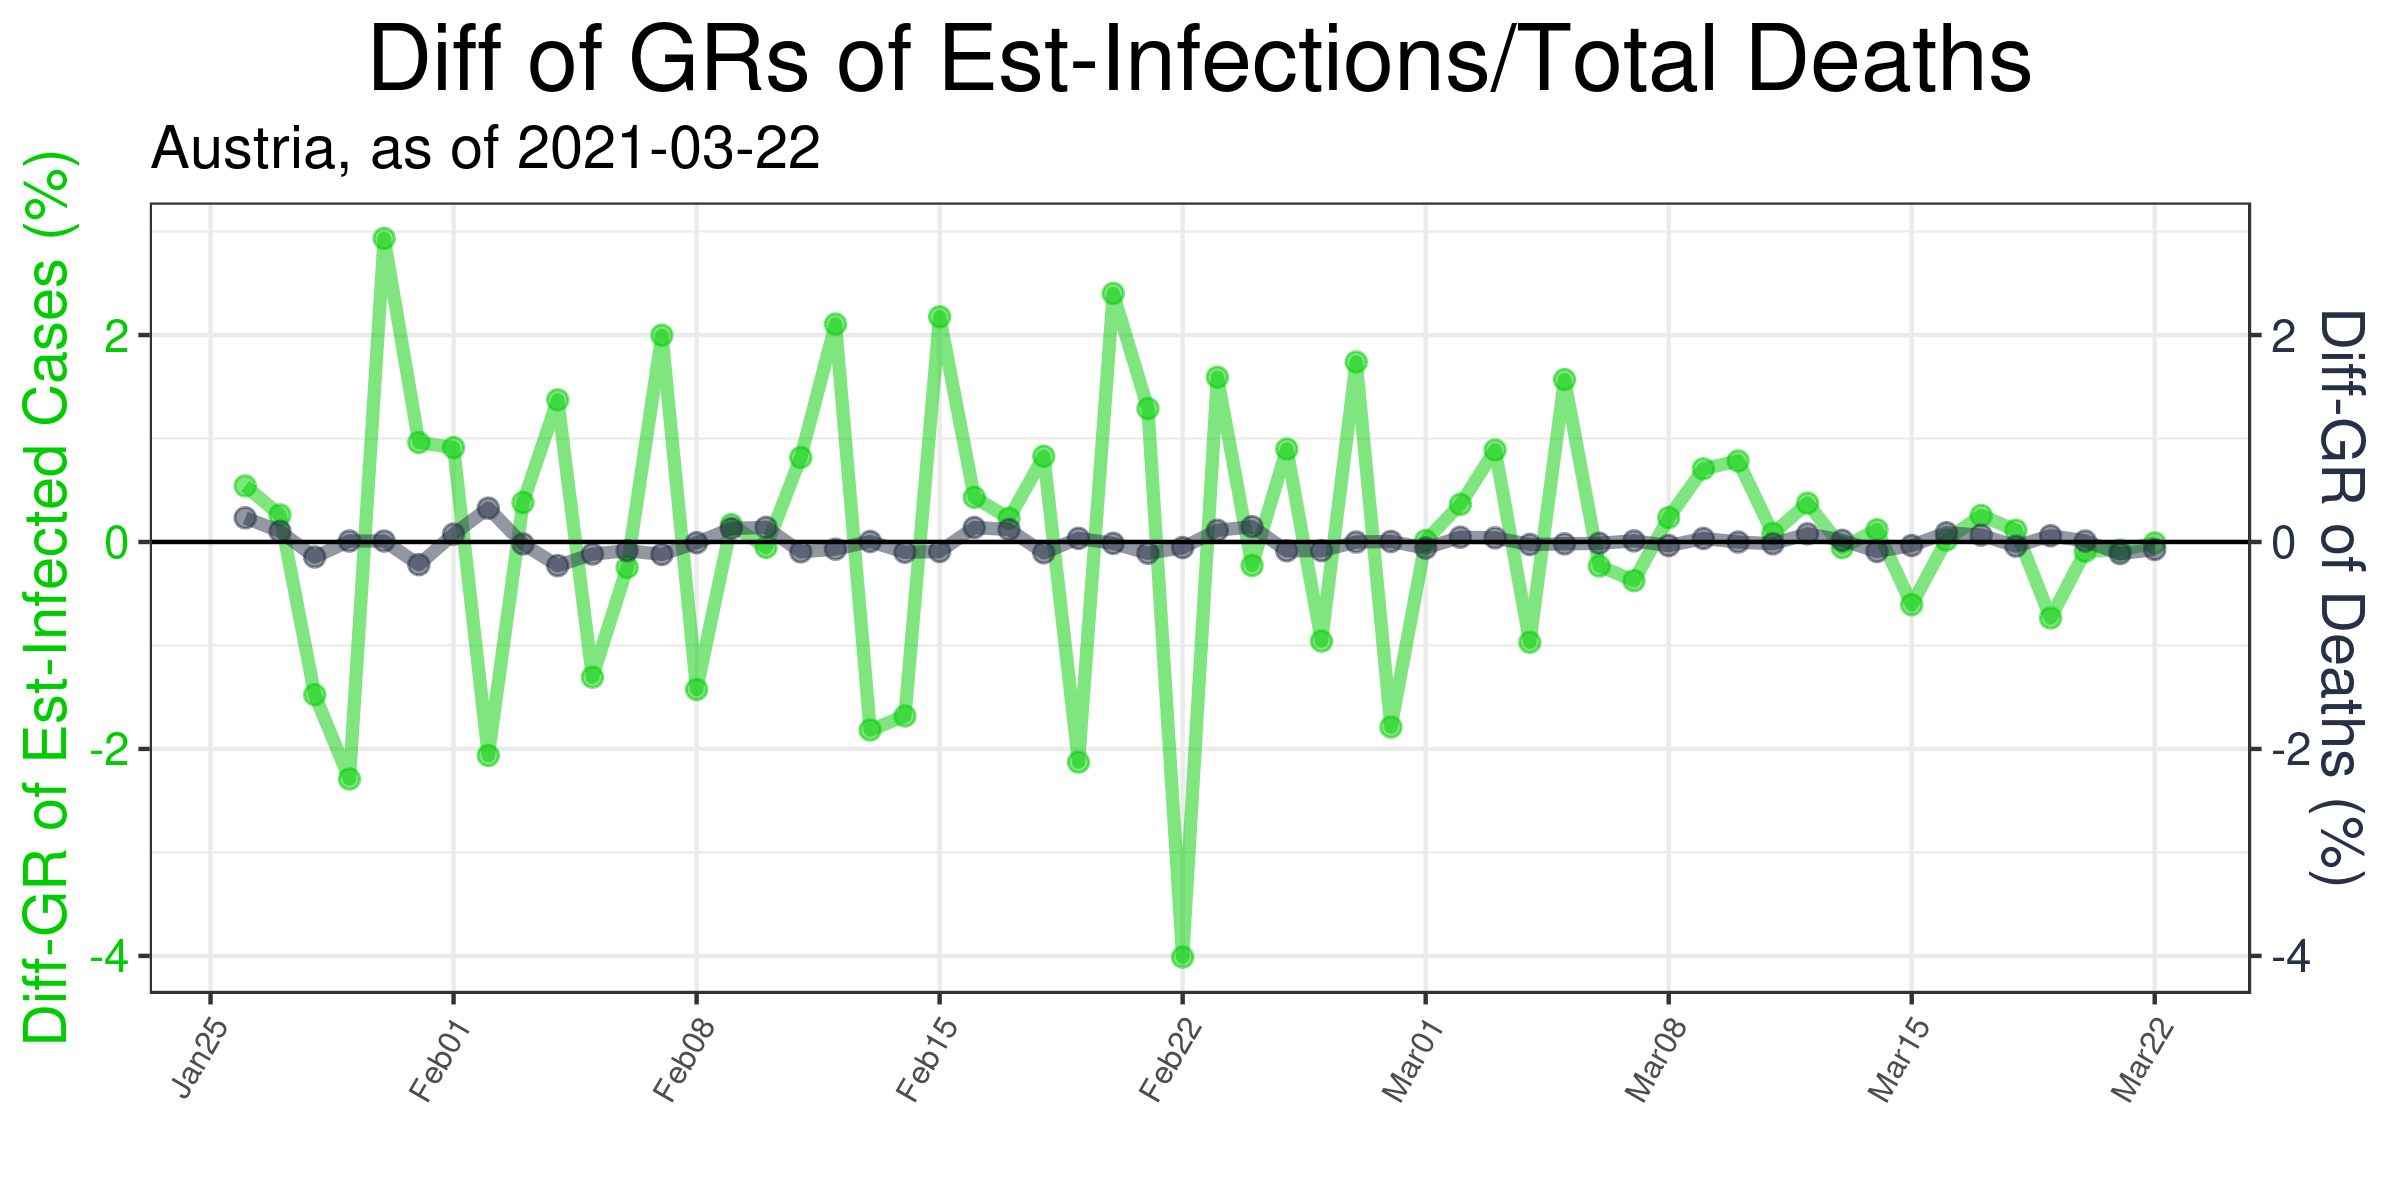 Diff of GRs of Est-Infections/Total Deaths
Austria, as of 2021-03-22
Diff-GR of Est-Infected Cases (%)
2
0
-2
-4
2
0
-2
-4
Diff-GR of Deaths (%)
Jan25
Feb01
Feb08
Feb15
Feb22
Mar01
Mar08
Mar15
Mar22